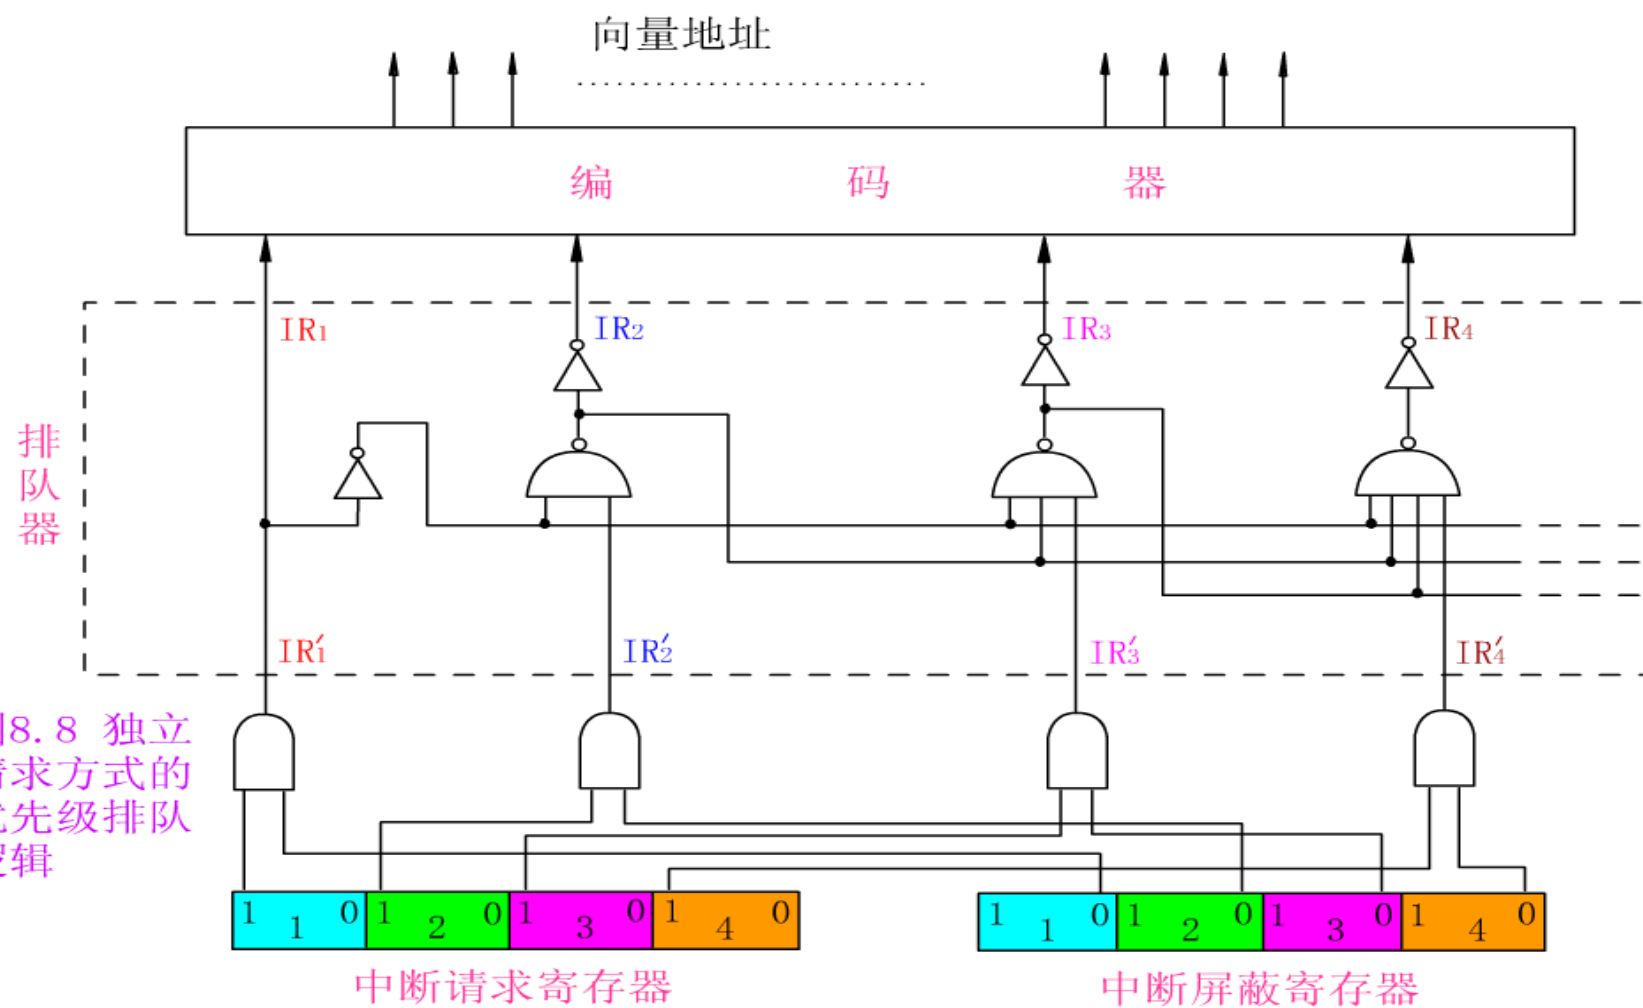 向量地址
编 码 器
IR1 IR2 IR3 IR4
排
队
器
IR1′ IR2′ IR3′ IR4′
8.8 独立
请求方式的
优先级排队
逻辑
1 1 0 1 2 0 1 3 0 1 4 0
1 1 0 1 2 0 1 3 0 1 4 0
中断请求寄存器
中断屏蔽寄存器